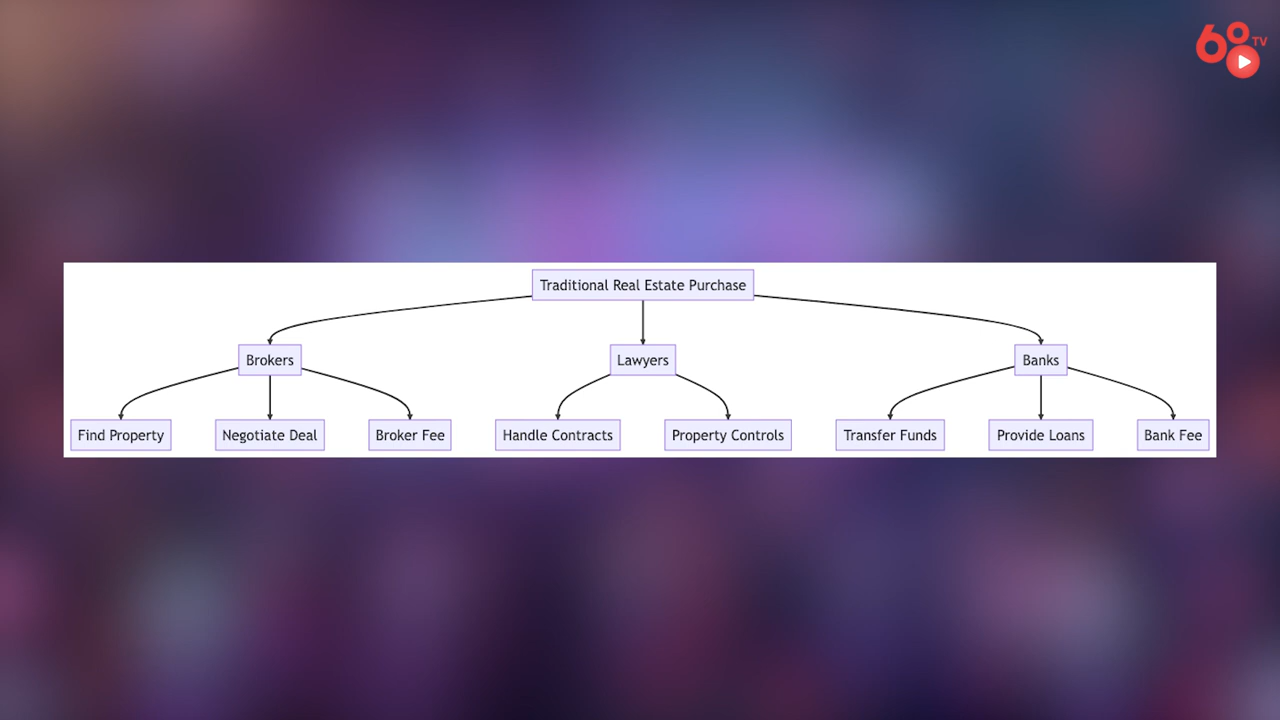 60 TV
Traditional Real Estate Purchase
Brokers
Lawyers
Banks
Find Property
Negotiate Deal
Broker Fee
Handle Contracts
Property Controls
Transfer Funds
Provide Loans
Bank Fee